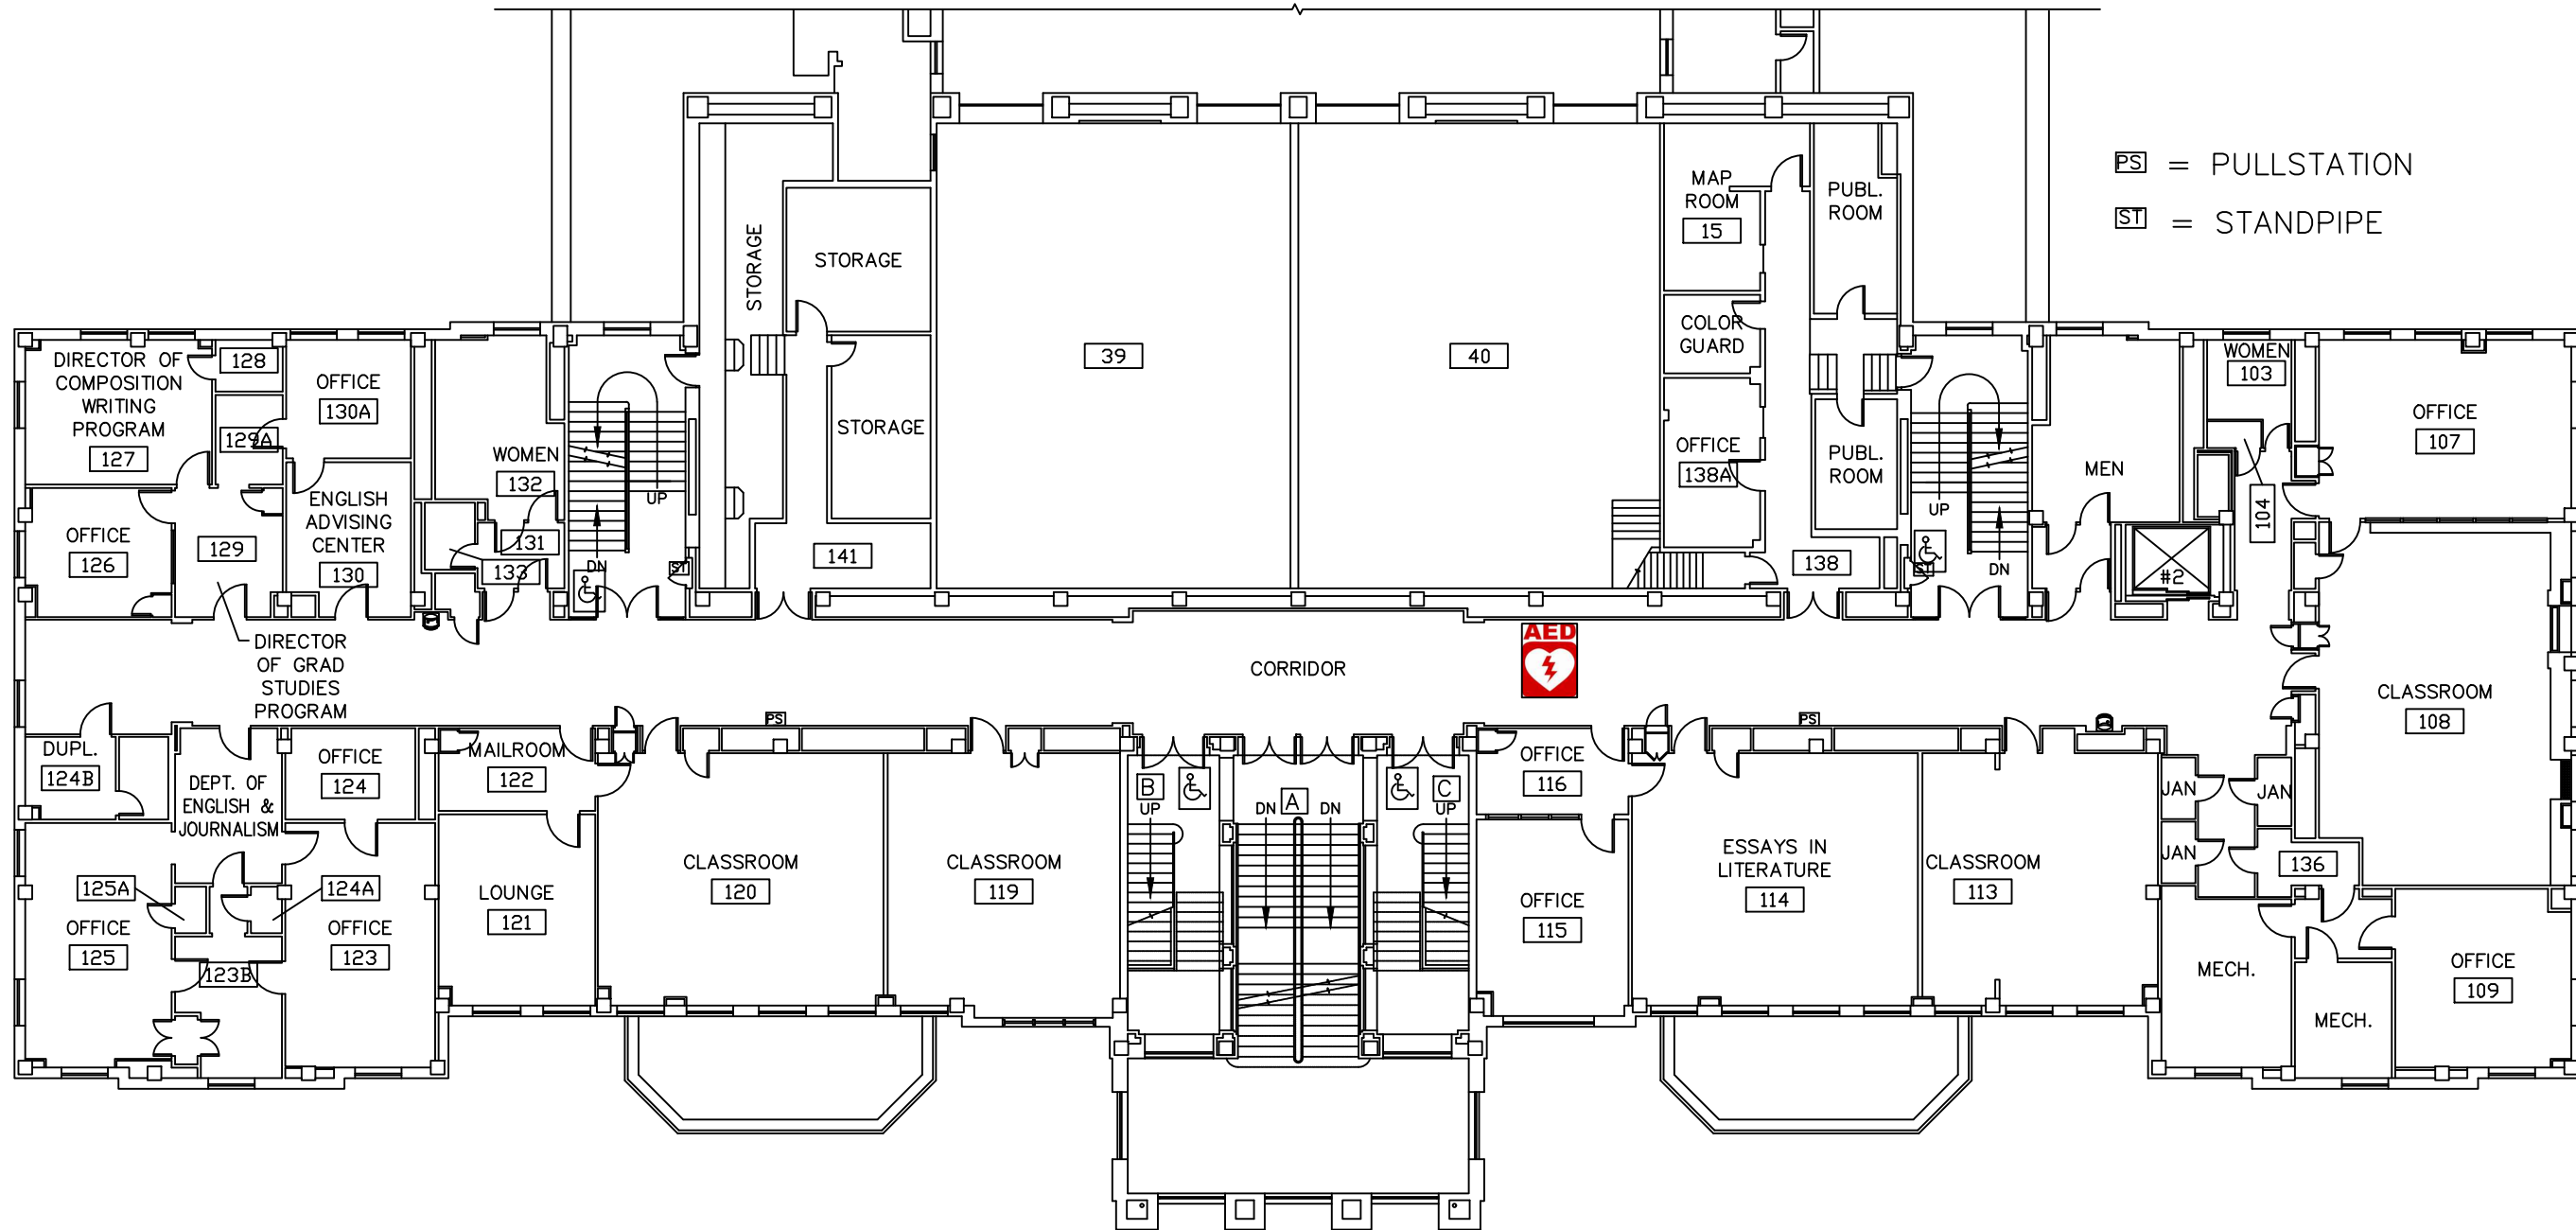 PS = PULLSTATION
ST = STANDPIPE
STORAGE
STORAGE
STORAGE
141
39
40
MAP
ROOM
15
PUBL.
ROOM
COLOR
GUARD
OFFICE
138A
PUBL.
ROOM
138
DIRECTOR OF
COMPOSITION
WRITING
PROGRAM
127
128
129A
OFFICE
130A
OFFICE
126
129
ENGLISH
ADVISING
CENTER
130
WOMEN
132
131
133
UP
DN
ST
UP
DN
ST
MEN
#2
WOMEN
103
104
OFFICE
107
DIRECTOR
OF GRAD
STUDIES
PROGRAM
CORRIDOR
AED
CLASSROOM
108
DUPL.
124B
DEPT. OF
ENGLISH &
JOURNALISM
OFFICE
124
MAILROOM
122
PS
125A
124A
OFFICE
125
123B
OFFICE
123
LOUNGE
121
CLASSROOM
120
CLASSROOM
119
B
UP
DN
A
DN
C
UP
OFFICE
116
OFFICE
115
PS
ESSAYS IN
LITERATURE
114
CLASSROOM
113
JAN
JAN
JAN
136
MECH.
MECH.
OFFICE
109